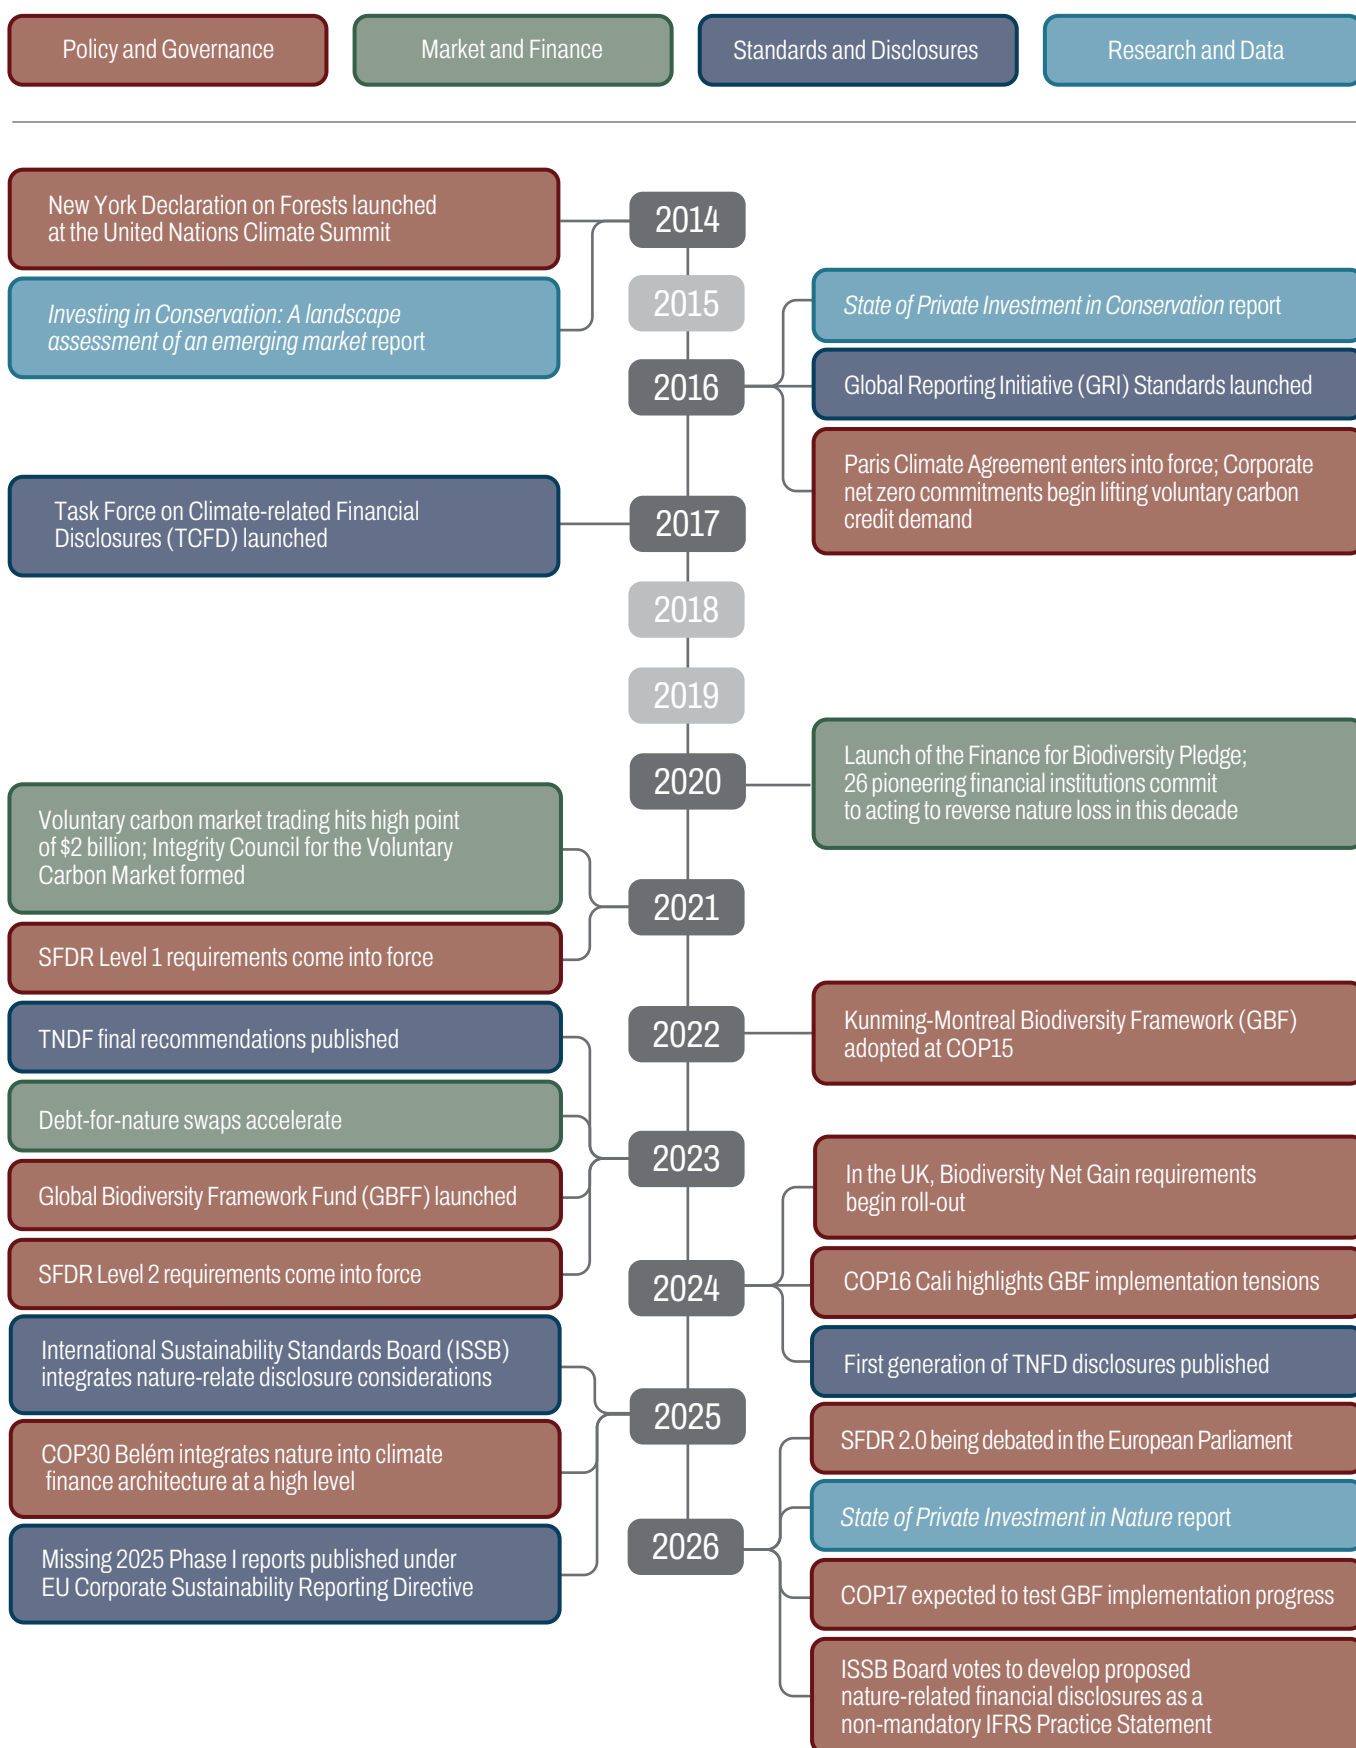 Policy and Governance
Market and Finance
Standards and Disclosures
Research and Data
New York Declaration on Forests launched
at the United Nations Climate Summit
Investing in Conservation: A landscape
assessment of an emerging market report
2014
2015
State of Private Investment in Conservation report
Global Reporting Initiative (GRI) Standards launched
Paris Climate Agreement enters into force; Corporate
net zero commitments begin lifting voluntary carbon
credit demand
2016
Task Force on Climate-related Financial
Disclosures (TCFD) launched
2017
2018
2019
2020
Launch of the Finance for Biodiversity Pledge;
26 pioneering financial institutions commit
to acting to reverse nature loss in this decade
Voluntary carbon market trading hits high point
of $2 billion; Integrity Council for the Voluntary
Carbon Market formed
SFDR Level 1 requirements come into force
2021
2022
Kunming-Montreal Biodiversity Framework (GBF)
adopted at COP15
TNDF final recommendations published
Debt-for-nature swaps accelerate
Global Biodiversity Framework Fund (GBFF) launched
SFDR Level 2 requirements come into force
2023
2024
In the UK, Biodiversity Net Gain requirements
begin roll-out
COP16 Cali highlights GBF implementation tensions
First generation of TNFD disclosures published
International Sustainability Standards Board (ISSB)
integrates nature-relate disclosure considerations
COP30 Belém integrates nature into climate
finance architecture at a high level
Missing 2025 Phase I reports published under
EU Corporate Sustainability Reporting Directive
2025
2026
SFDR 2.0 being debated in the European Parliament
State of Private Investment in Nature report
COP17 expected to test GBF implementation progress
ISSB Board votes to develop proposed
nature-related financial disclosures as a
non-mandatory IFRS Practice Statement